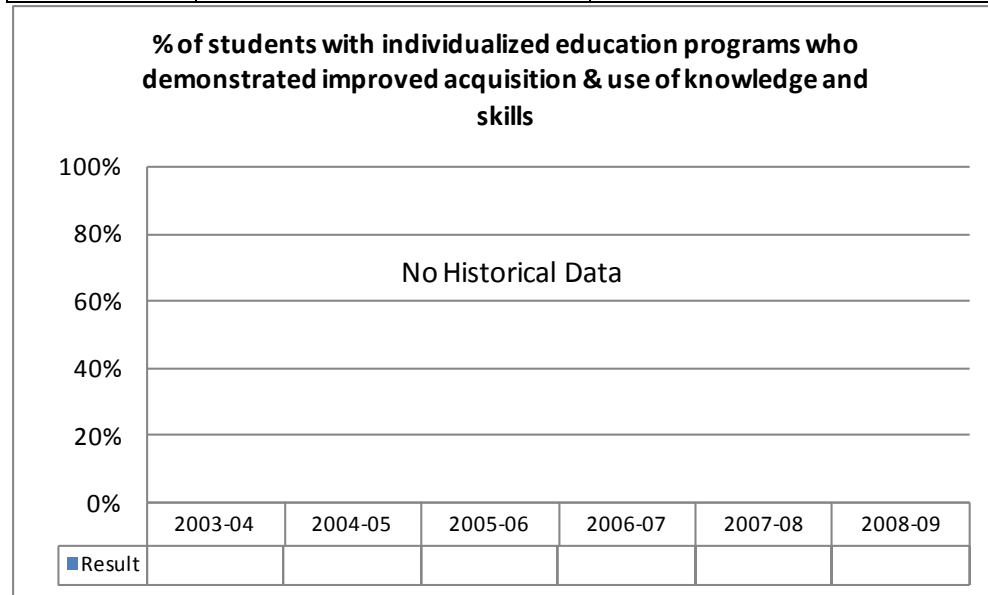 % of students with individualized education programs who
demonstrated improved acquisition & use of knowledge and
skills
100%
80%
No Historical Data
60%
40%
20%
0%
2003-04 2004-05 2005-06 2006-07 2007-08 2008-09
Result